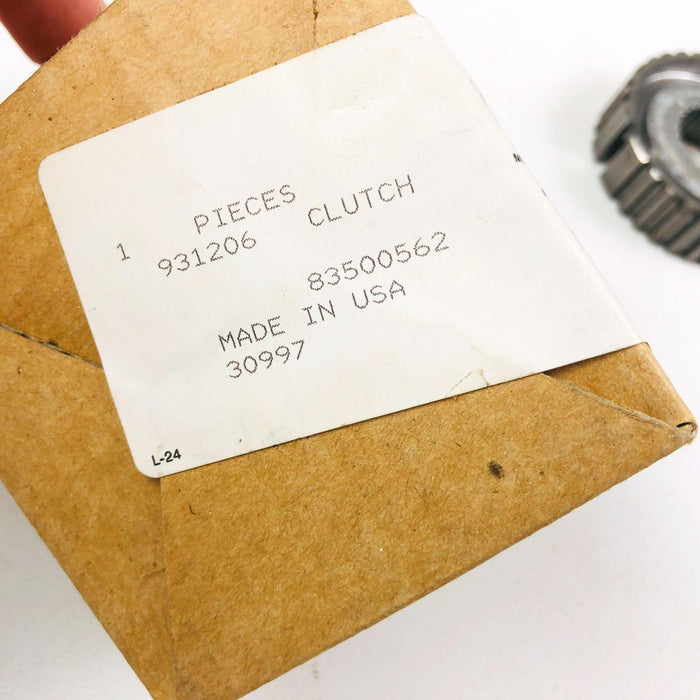 1 PIECES
931206 CLUTCH
83500562
MADE IN USA
30997
L-24